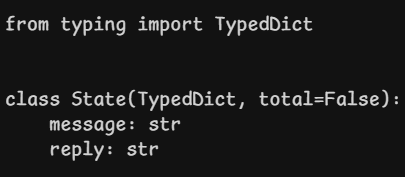 from typing import TypedDict
class State(TypedDict, total=False):
    message: str
    reply: str